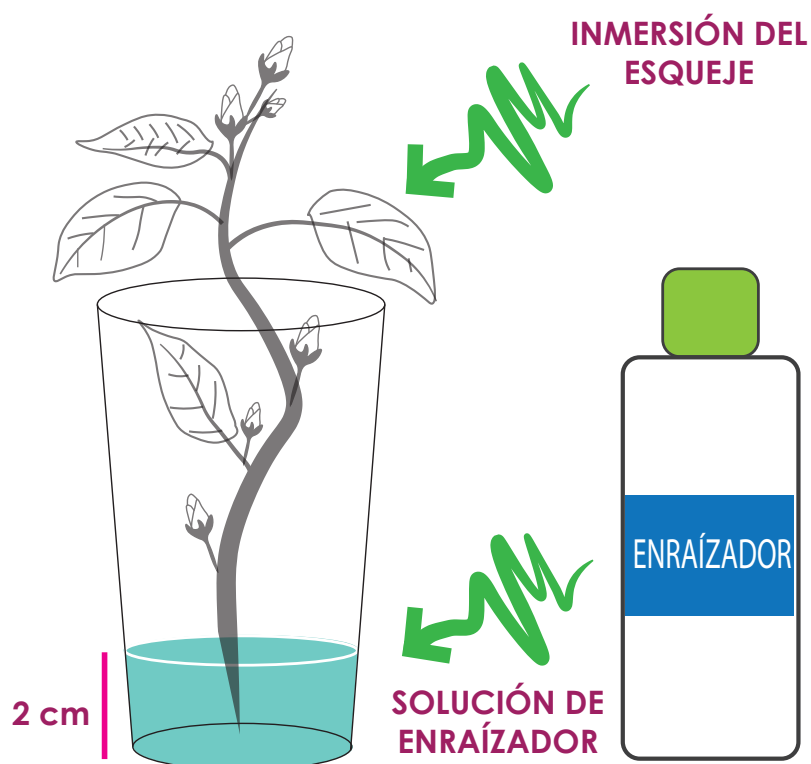 INMERSIÓN DEL
ESQUEJE
ENRAÍZADOR
2 cm
SOLUCIÓN DE
ENRAÍZADOR